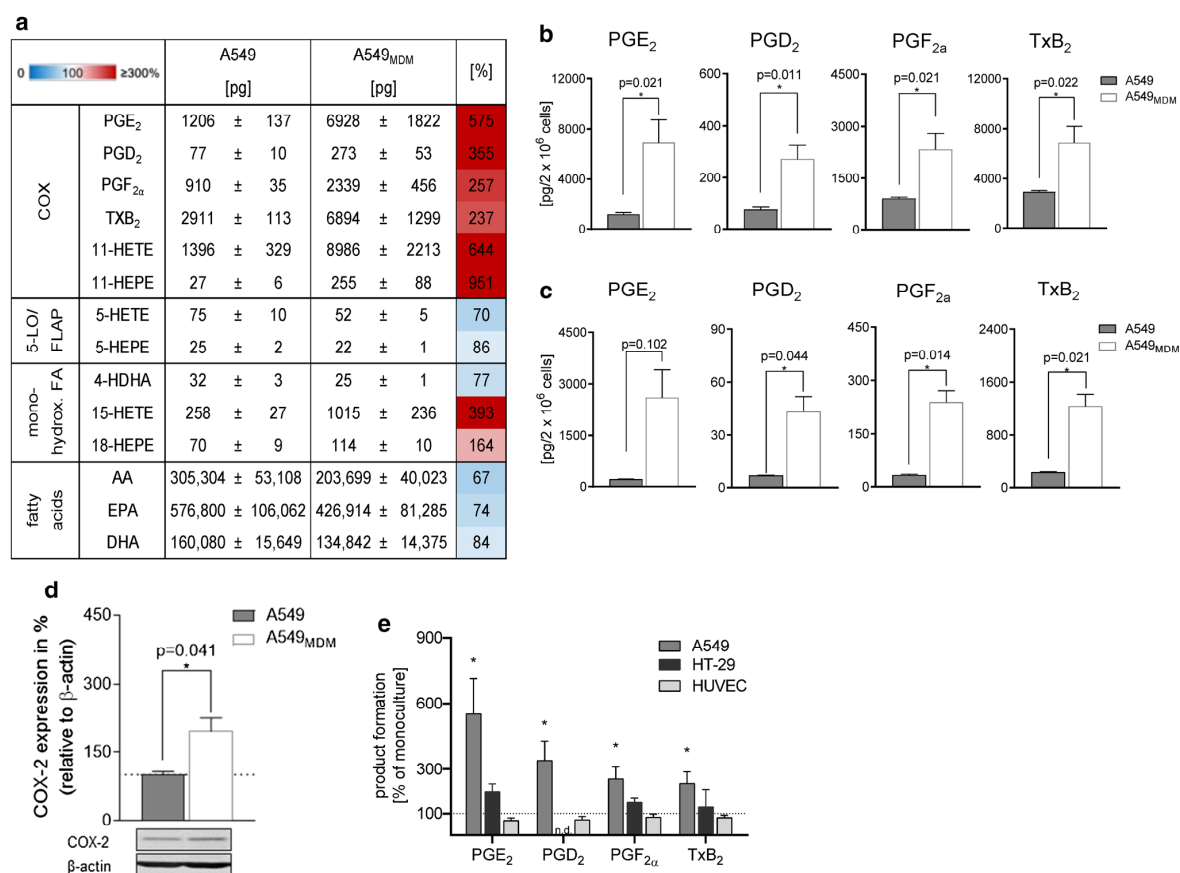 a
A549 A549MDM [%]
0 100 ≥300%
[pg] [pg]
COX
PGE2 1206 ± 137 6928 ± 1822 575
PGD2 77 ± 10 273 ± 53 355
PGF2α 910 ± 35 2339 ± 456 257
TXB2 2911 ± 113 6894 ± 1299 237
11-HETE 1396 ± 329 8986 ± 2213 644
11-HEPE 27 ± 6 255 ± 88 951
5-LO/
FLAP
5-HETE 75 ± 10 52 ± 5 70
5-HEPE 25 ± 2 22 ± 1 86
mono-
hydrox. FA
4-HDHA 32 ± 3 25 ± 1 77
15-HETE 258 ± 27 1015 ± 236 393
18-HEPE 70 ± 9 114 ± 10 164
fatty
acids
AA 305,304 ± 53,108 203,699 ± 40,023 67
EPA 576,800 ± 106,062 426,914 ± 81,285 74
DHA 160,080 ± 15,649 134,842 ± 14,375 84
b
PGE2 PGD2 PGF2a TxB2
[pg/2 x 10⁶ cells]
12000
8000
4000
0
p=0.021
*
600
400
200
0
p=0.011
*
4500
3000
1500
0
p=0.021
*
12000
8000
4000
0
p=0.022
*
A549
A549MDM
c
PGE2 PGD2 PGF2a TxB2
[pg/2 x 10⁶ cells]
4500
3000
1500
0
p=0.102
90
60
30
0
p=0.044
*
450
300
150
0
p=0.014
*
2400
1600
800
0
p=0.021
*
A549
A549MDM
d
COX-2 expression in %
(relative to β-actin)
450
300
150
0
p=0.041
*
A549
A549MDM
COX-2
β-actin
e
product formation
[% of monoculture]
900
600
300
100
* * * *
n.d.
A549
HT-29
HUVEC
PGE2 PGD2 PGF2α TxB2